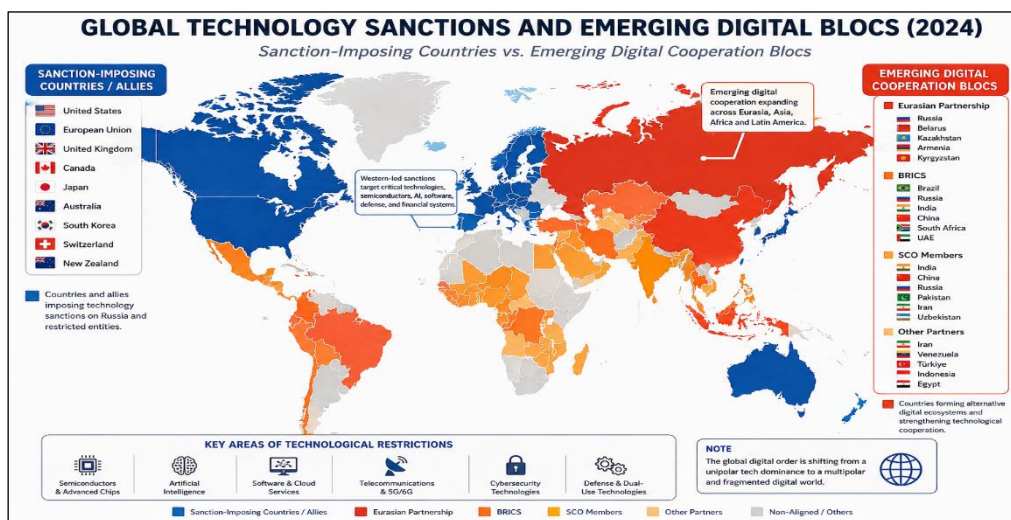 GLOBAL TECHNOLOGY SANCTIONS AND EMERGING DIGITAL BLOCS (2024)
Sanction-Imposing Countries vs. Emerging Digital Cooperation Blocs
SANCTION-IMPOSING
COUNTRIES / ALLIES
United States
European Union
United Kingdom
Canada
Japan
Australia
South Korea
Switzerland
New Zealand
Countries and allies
imposing technology
sanctions on Russia and
restricted entities.
Western-led sanctions
target critical technologies,
semiconductors, AI, software,
defense, and financial systems.
Emerging digital
cooperation expanding
across Eurasia, Asia,
Africa and Latin America.
EMERGING DIGITAL
COOPERATION BLOCS
Eurasian Partnership
Russia
Belarus
Kazakhstan
Armenia
Kyrgyzstan
BRICS
Brazil
Russia
India
China
South Africa
UAE
SCO Members
India
China
Russia
Pakistan
Iran
Uzbekistan
Other Partners
Iran
Venezuela
Türkiye
Indonesia
Egypt
Countries forming alternative
digital ecosystems and
strengthening technological
cooperation.
KEY AREAS OF TECHNOLOGICAL RESTRICTIONS
Semiconductors
& Advanced Chips
Artificial
Intelligence
Software & Cloud
Services
Telecommunications
& 5G/6G
Cybersecurity
Technologies
Defense & Dual-
Use Technologies
NOTE
The global digital order is shifting from a
unipolar tech dominance to a multipolar
and fragmented digital world.
Sanction-Imposing Countries / Allies
Eurasian Partnership
BRICS
SCO Members
Other Partners
Non-Aligned / Others